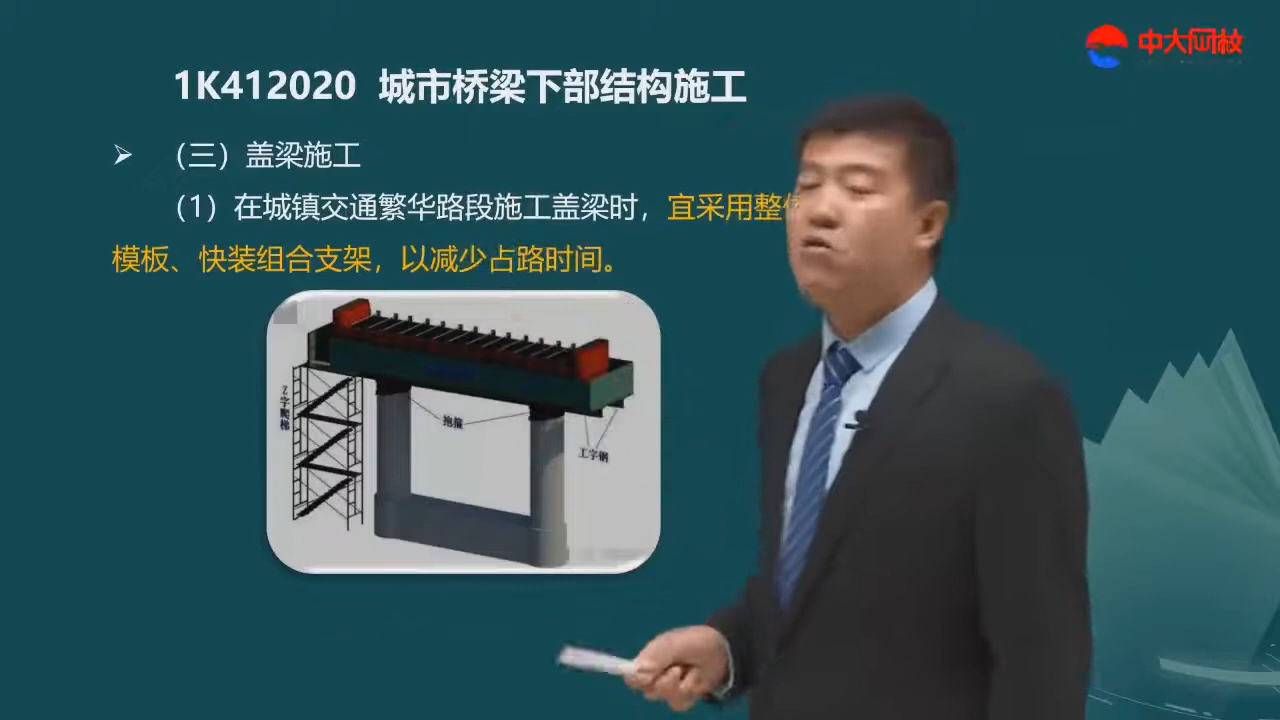 中大网校
1K412020 城市桥梁下部结构施工
（三）盖梁施工
（1）在城镇交通繁华路段施工盖梁时，宜采用整
模板、快装组合支架，以减少占路时间。
Z字爬梯
抱箍
工字钢